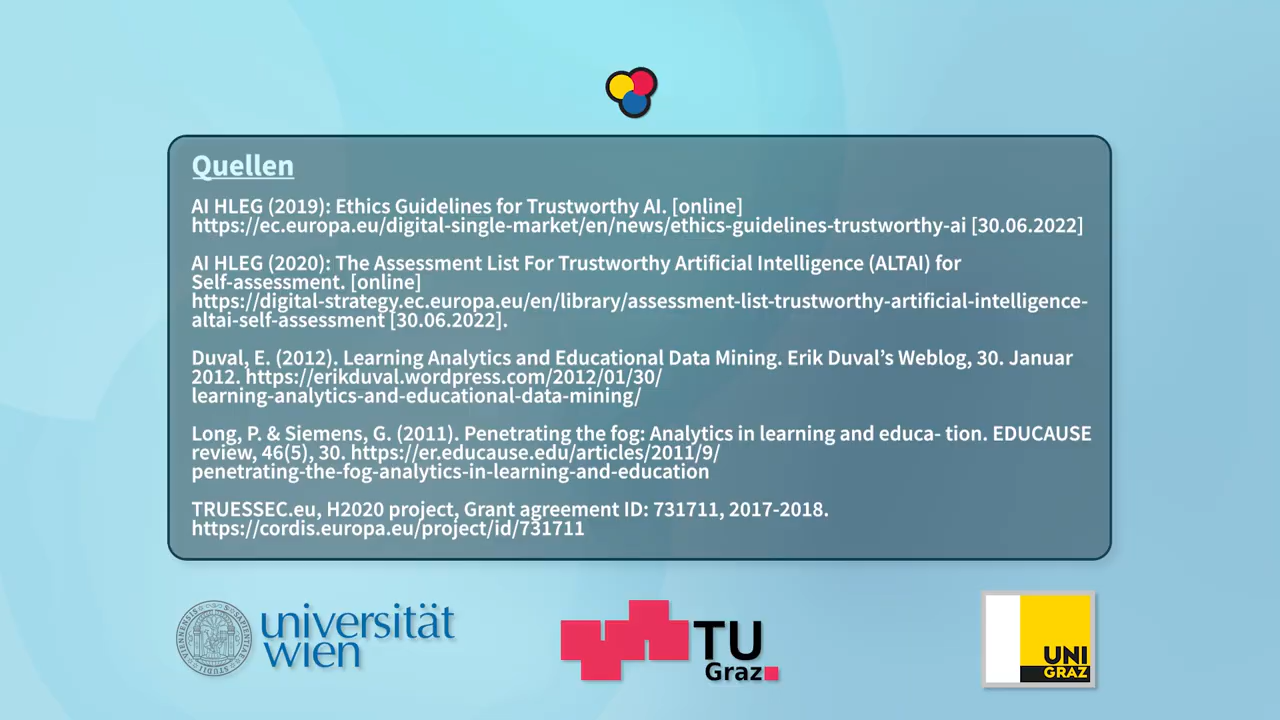 Quellen
AI HLEG (2019): Ethics Guidelines for Trustworthy AI. [online]
https://ec.europa.eu/digital-single-market/en/news/ethics-guidelines-trustworthy-ai [30.06.2022]
AI HLEG (2020): The Assessment List For Trustworthy Artificial Intelligence (ALTAI) for
Self-assessment. [online]
https://digital-strategy.ec.europa.eu/en/library/assessment-list-trustworthy-artificial-intelligence-
altai-self-assessment [30.06.2022].
Duval, E. (2012). Learning Analytics and Educational Data Mining. Erik Duval’s Weblog, 30. Januar
2012. https://erikduval.wordpress.com/2012/01/30/
learning-analytics-and-educational-data-mining/
Long, P. & Siemens, G. (2011). Penetrating the fog: Analytics in learning and educa- tion. EDUCAUSE
review, 46(5), 30. https://er.educause.edu/articles/2011/9/
penetrating-the-fog-analytics-in-learning-and-education
TRUESSEC.eu, H2020 project, Grant agreement ID: 731711, 2017-2018.
https://cordis.europa.eu/project/id/731711
universität
wien
TU
Graz
UNI
GRAZ